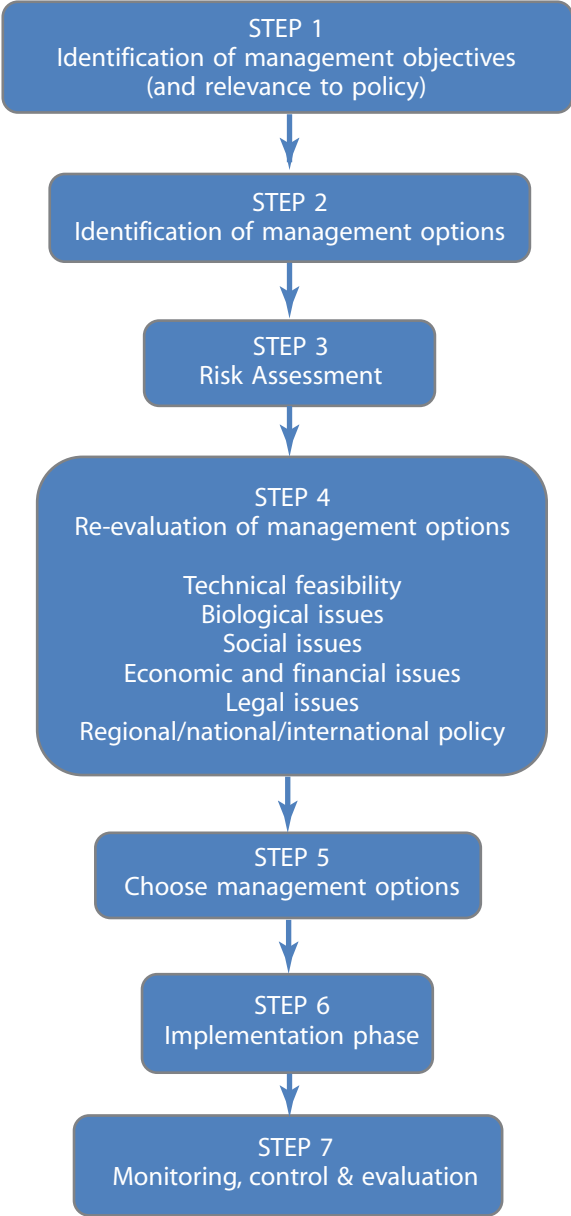 STEP 1
Identification of management objectives
(and relevance to policy)
STEP 2
Identification of management options
STEP 3
Risk Assessment
STEP 4
Re-evaluation of management options
Technical feasibility
Biological issues
Social issues
Economic and financial issues
Legal issues
Regional/national/international policy
STEP 5
Choose management options
STEP 6
Implementation phase
STEP 7
Monitoring, control & evaluation